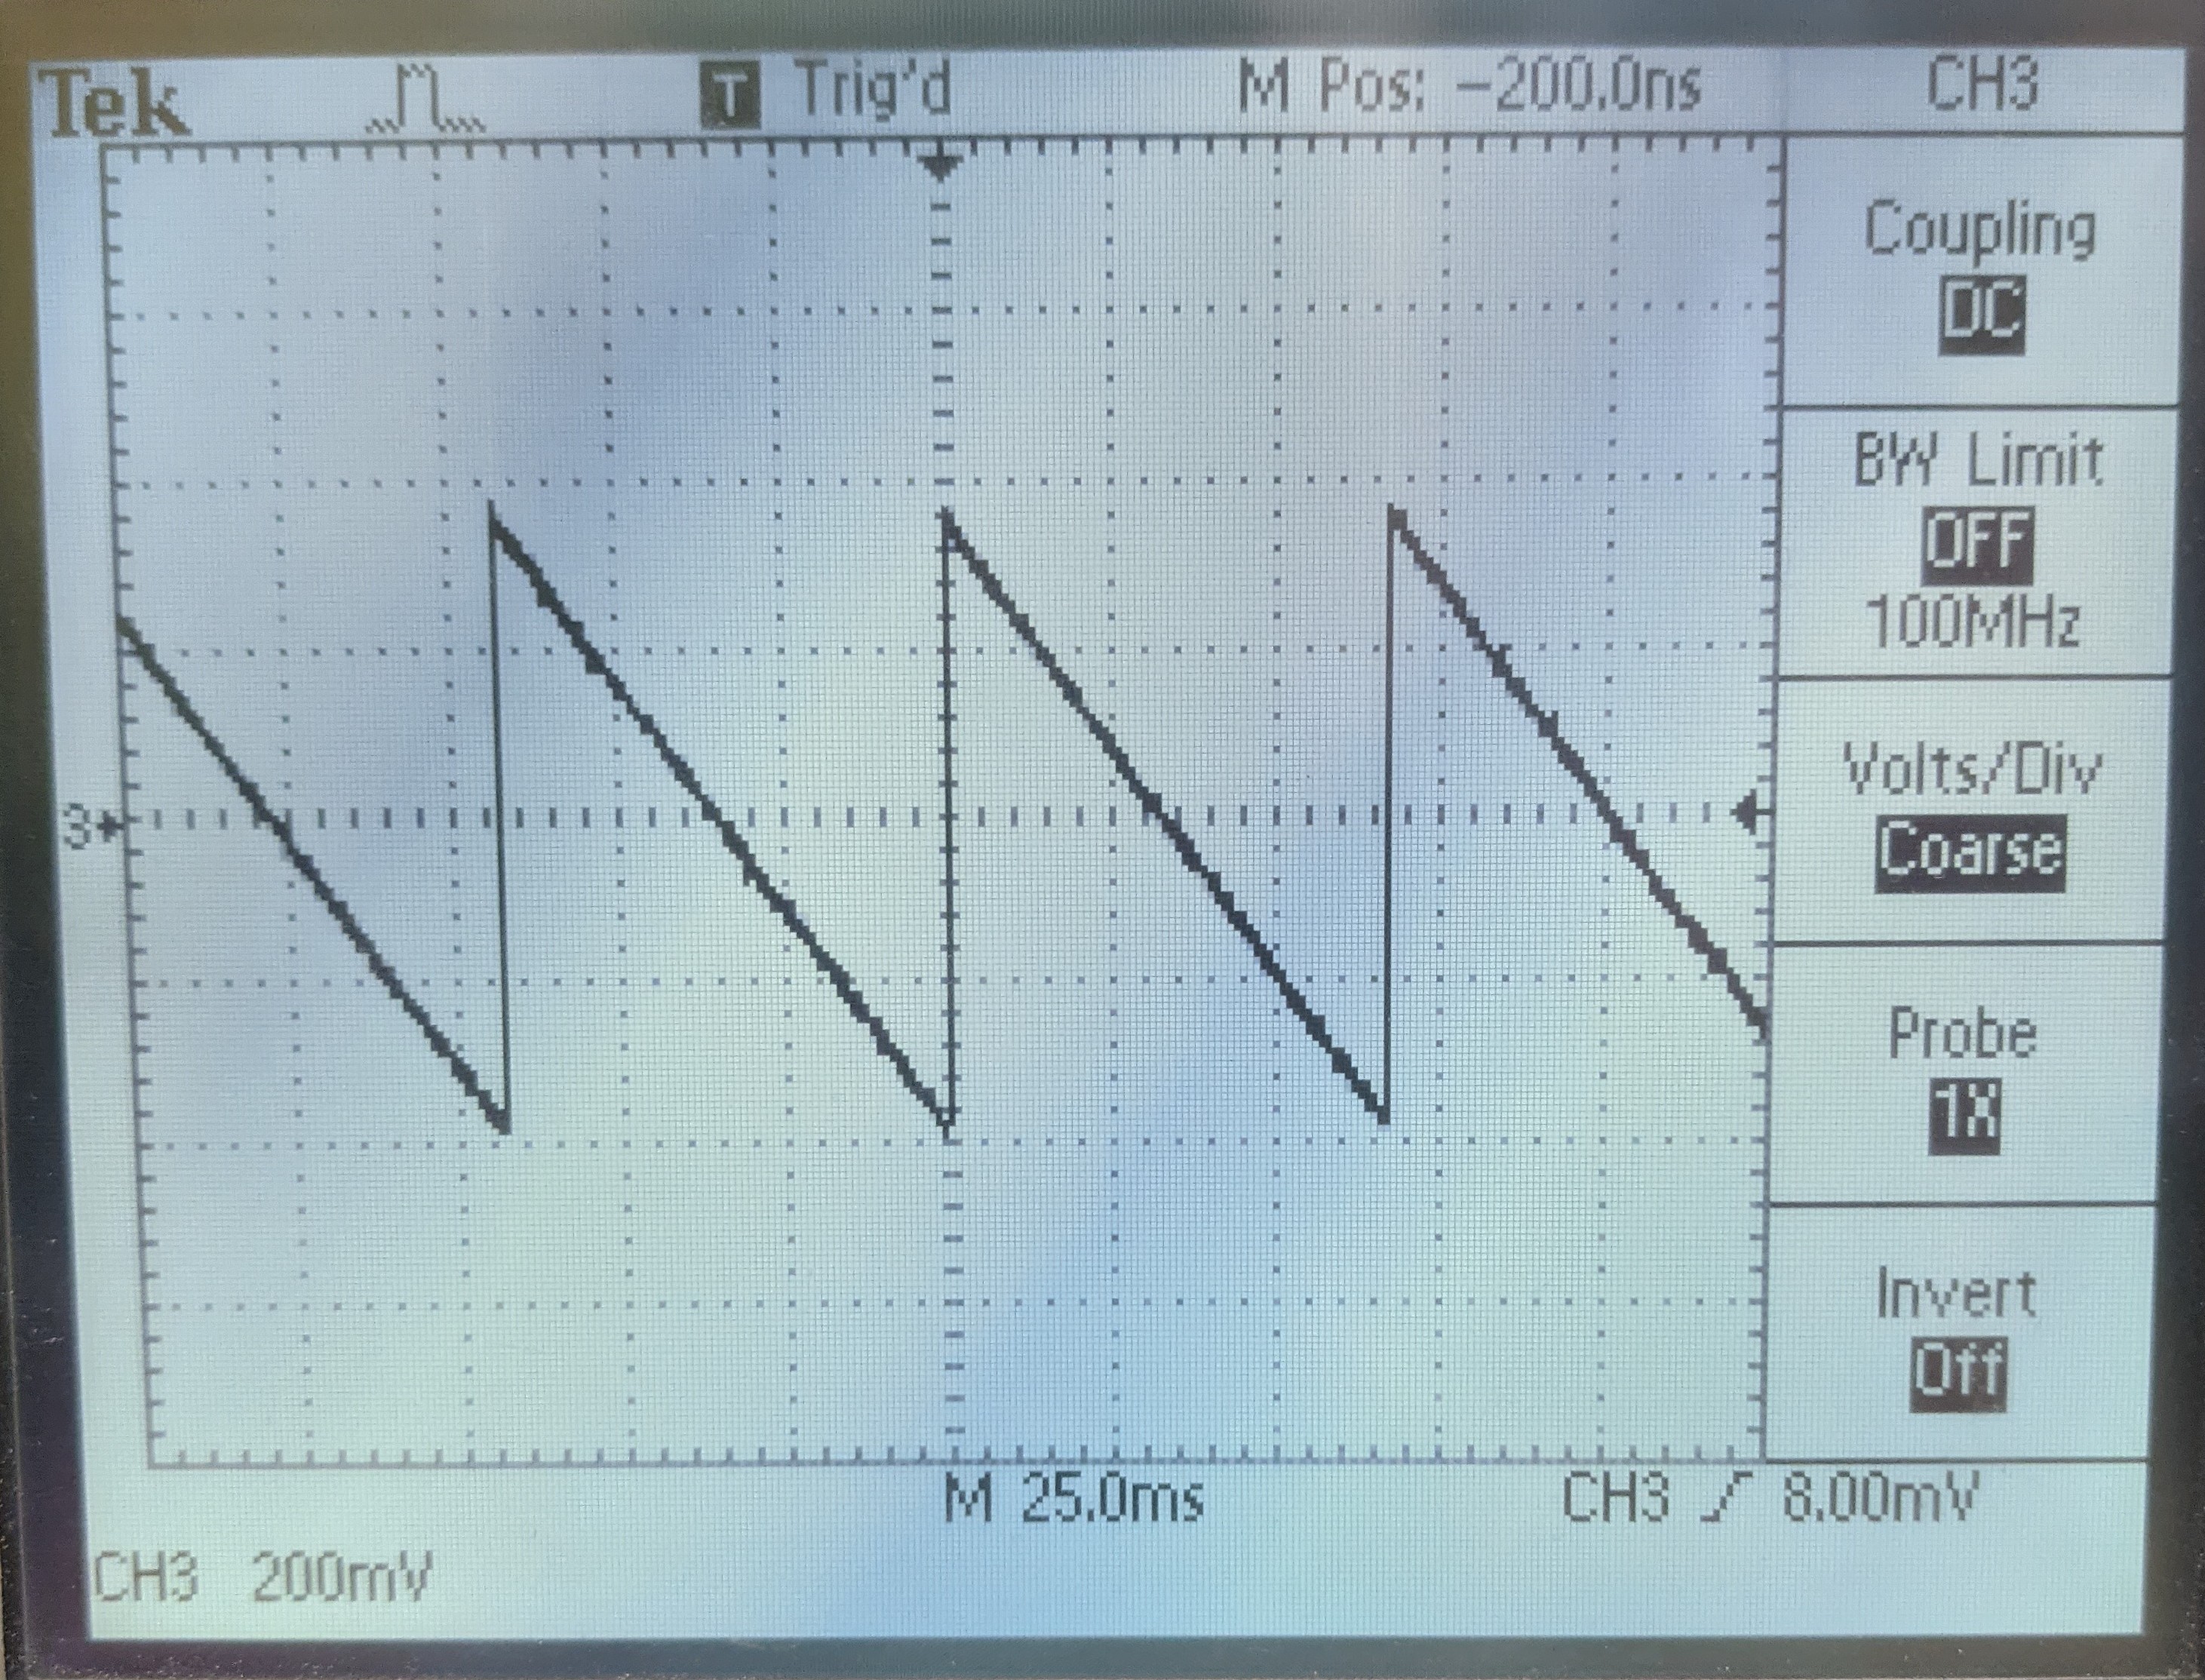 Tek T Trig'd M Pos: -200.0ns CH3
Coupling
DC
BW Limit
OFF
100MHz
Volts/Div
Coarse
3
Probe
1X
Invert
Off
M 25.0ms CH3 8.00mV
CH3 200mV